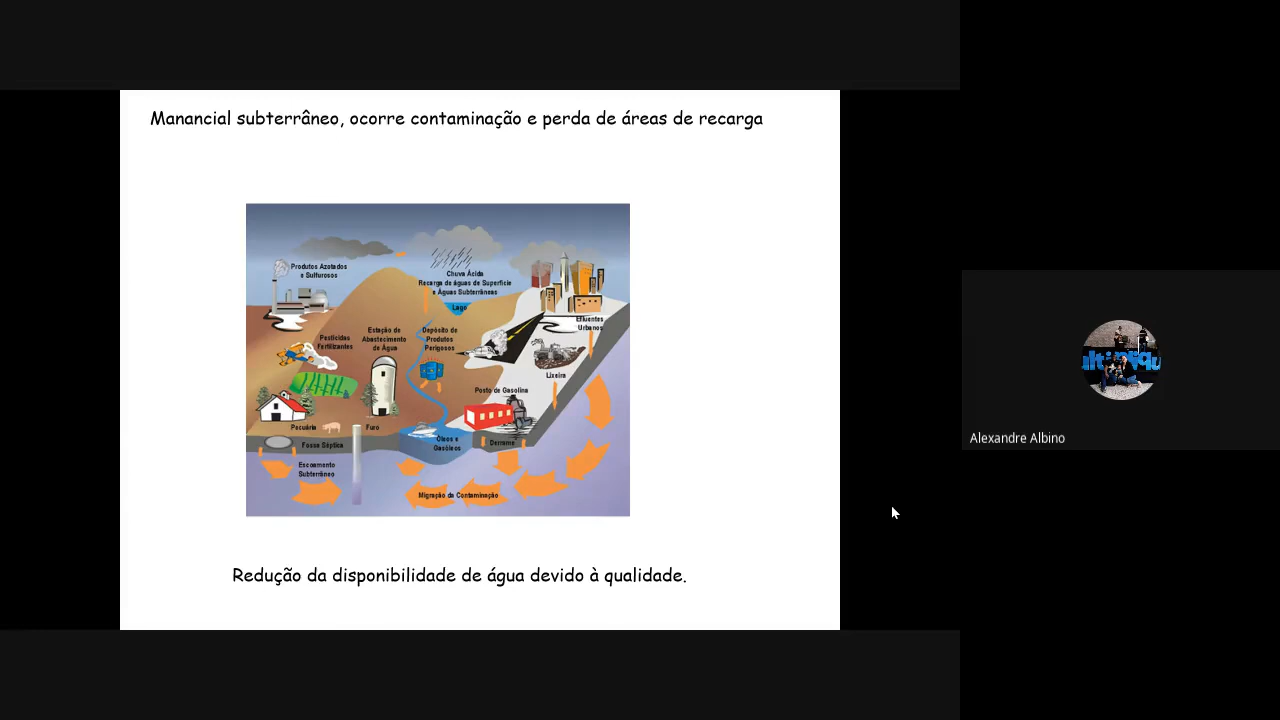 Manancial subterrâneo, ocorre contaminação e perda de áreas de recarga
Produtos Azotados
e Sulfurosos
Chuva Ácida
Recarga de águas de Superfície
e Águas Subterrâneas
Lago
Efluentes
Urbanos
Pesticidas
Fertilizantes
Estação de
Abastecimento
de Água
Depósito de
Produtos
Perigosos
Lixeira
Posto de Gasolina
Pecuária
Furo
Fossa Séptica
Óleos e
Gasóleos
Derrame
Escoamento
Subterrâneo
Migração da Contaminação
Redução da disponibilidade de água devido à qualidade.
Alexandre Albino